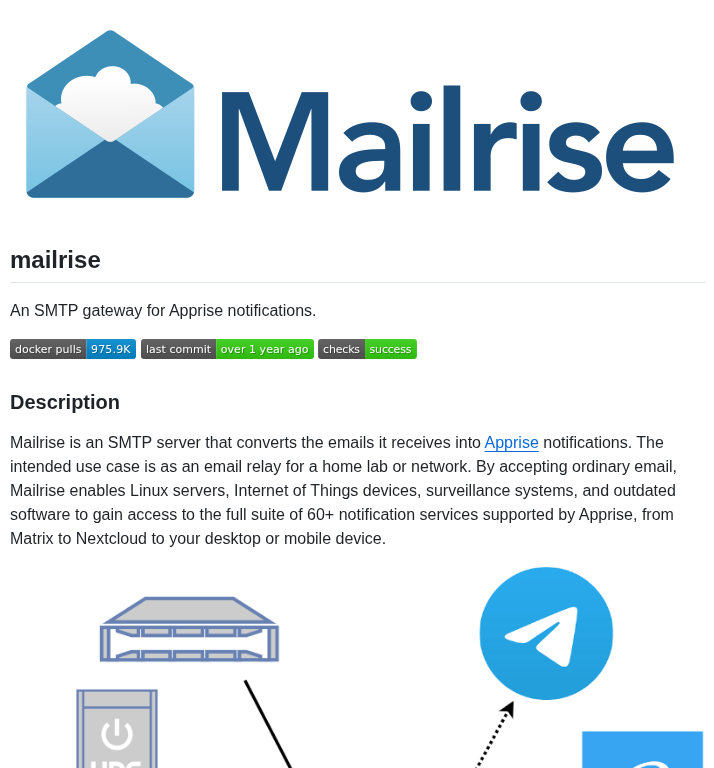 Mailrise
mailrise
An SMTP gateway for Apprise notifications.
docker pulls 975.9K last commit over 1 year ago checks success
Description
Mailrise is an SMTP server that converts the emails it receives into Apprise notifications. The
intended use case is as an email relay for a home lab or network. By accepting ordinary email,
Mailrise enables Linux servers, Internet of Things devices, surveillance systems, and outdated
software to gain access to the full suite of 60+ notification services supported by Apprise, from
Matrix to Nextcloud to your desktop or mobile device.